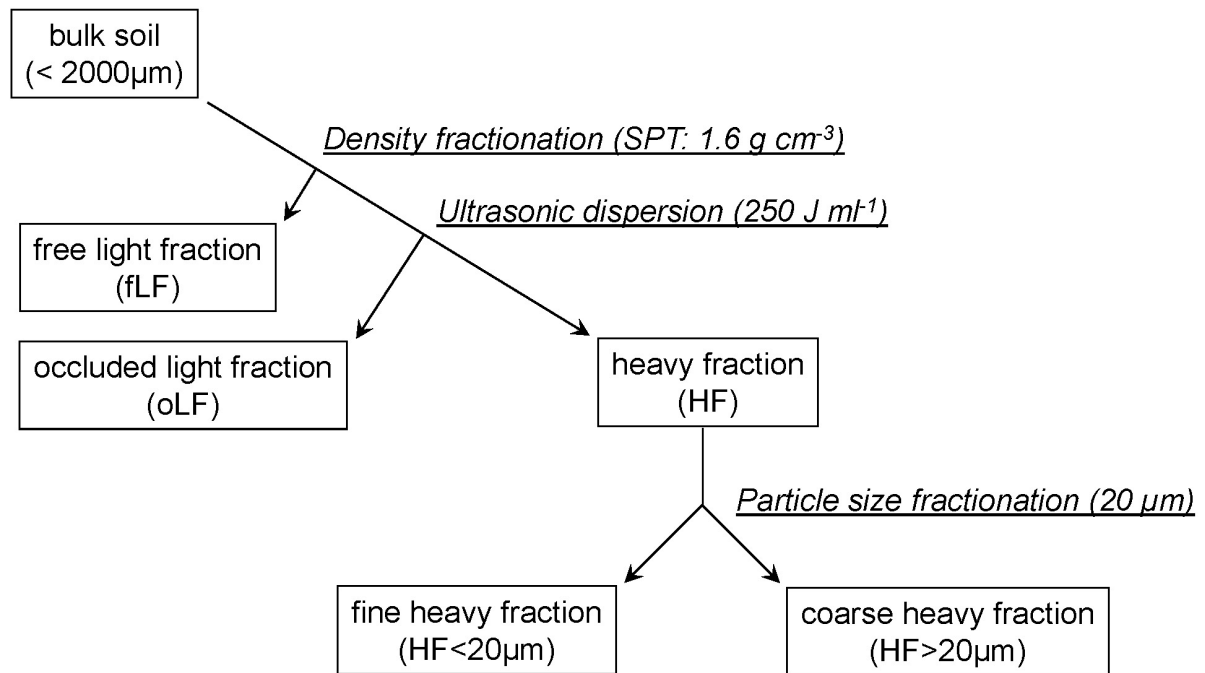 bulk soil
(< 2000µm)
Density fractionation (SPT: 1.6 g cm-3)
Ultrasonic dispersion (250 J ml-1)
free light fraction
(fLF)
occluded light fraction
(oLF)
heavy fraction
(HF)
Particle size fractionation (20 µm)
fine heavy fraction
(HF<20µm)
coarse heavy fraction
(HF>20µm)